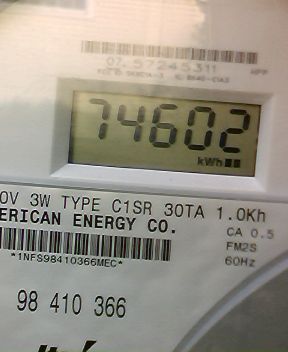 07. 57245311
HPP
74602
kWh
0V 3W TYPE C1SR 30TA 1.0Kh
ERICAN ENERGY CO.
CA 0.5
FM2S
*1NFS98410366MEC*
60Hz
98 410 366